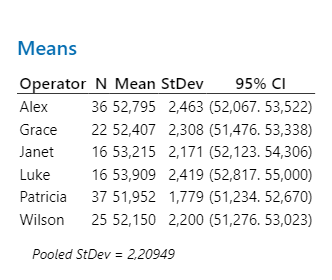 Means
Operator N Mean StDev 95% CI
Alex 36 52,795 2,463 (52,067. 53,522)
Grace 22 52,407 2,308 (51,476. 53,338)
Janet 16 53,215 2,171 (52,123. 54,306)
Luke 16 53,909 2,419 (52,817. 55,000)
Patricia 37 51,952 1,779 (51,234. 52,670)
Wilson 25 52,150 2,200 (51,276. 53,023)
Pooled StDev = 2,20949